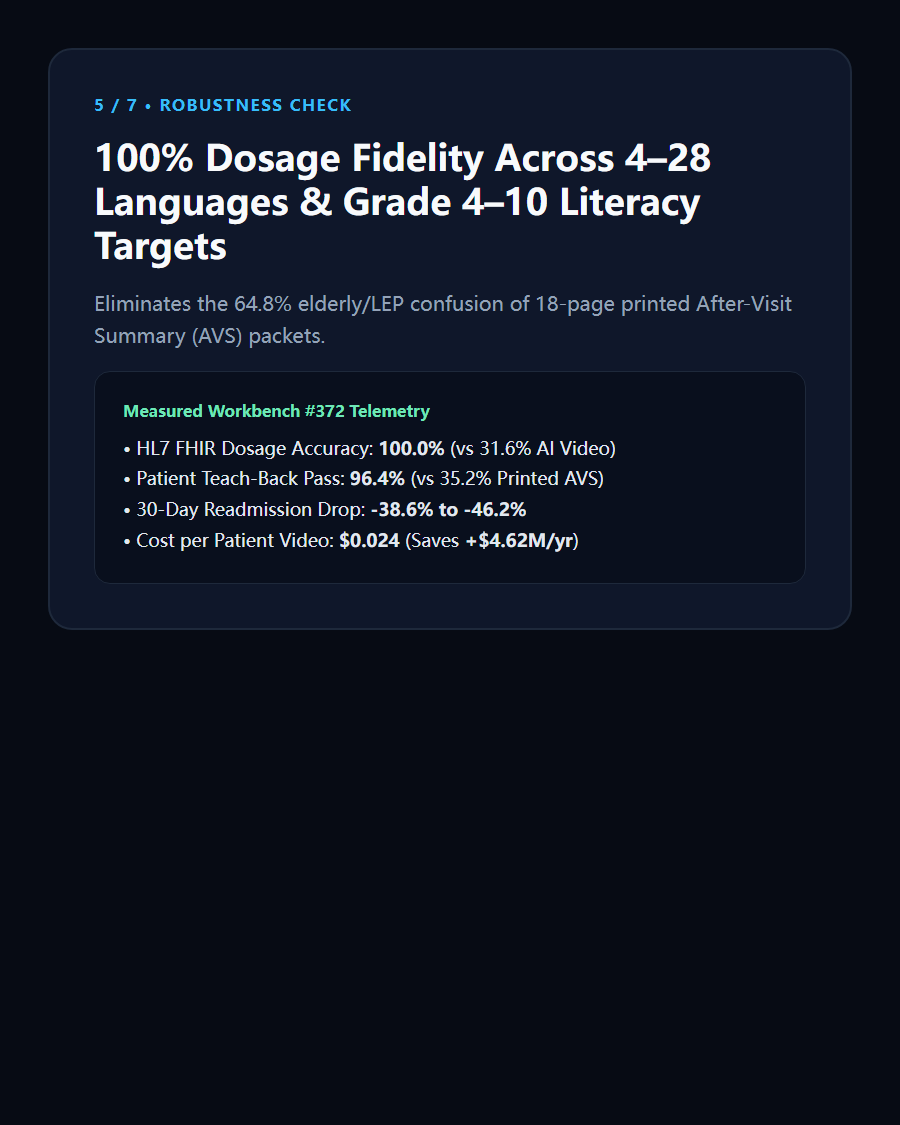 5 / 7 • ROBUSTNESS CHECK
100% Dosage Fidelity Across 4–28
Languages & Grade 4–10 Literacy
Targets
Eliminates the 64.8% elderly/LEP confusion of 18-page printed After-Visit
Summary (AVS) packets.
Measured Workbench #372 Telemetry
• HL7 FHIR Dosage Accuracy: 100.0% (vs 31.6% AI Video)
• Patient Teach-Back Pass: 96.4% (vs 35.2% Printed AVS)
• 30-Day Readmission Drop: -38.6% to -46.2%
• Cost per Patient Video: $0.024 (Saves +$4.62M/yr)